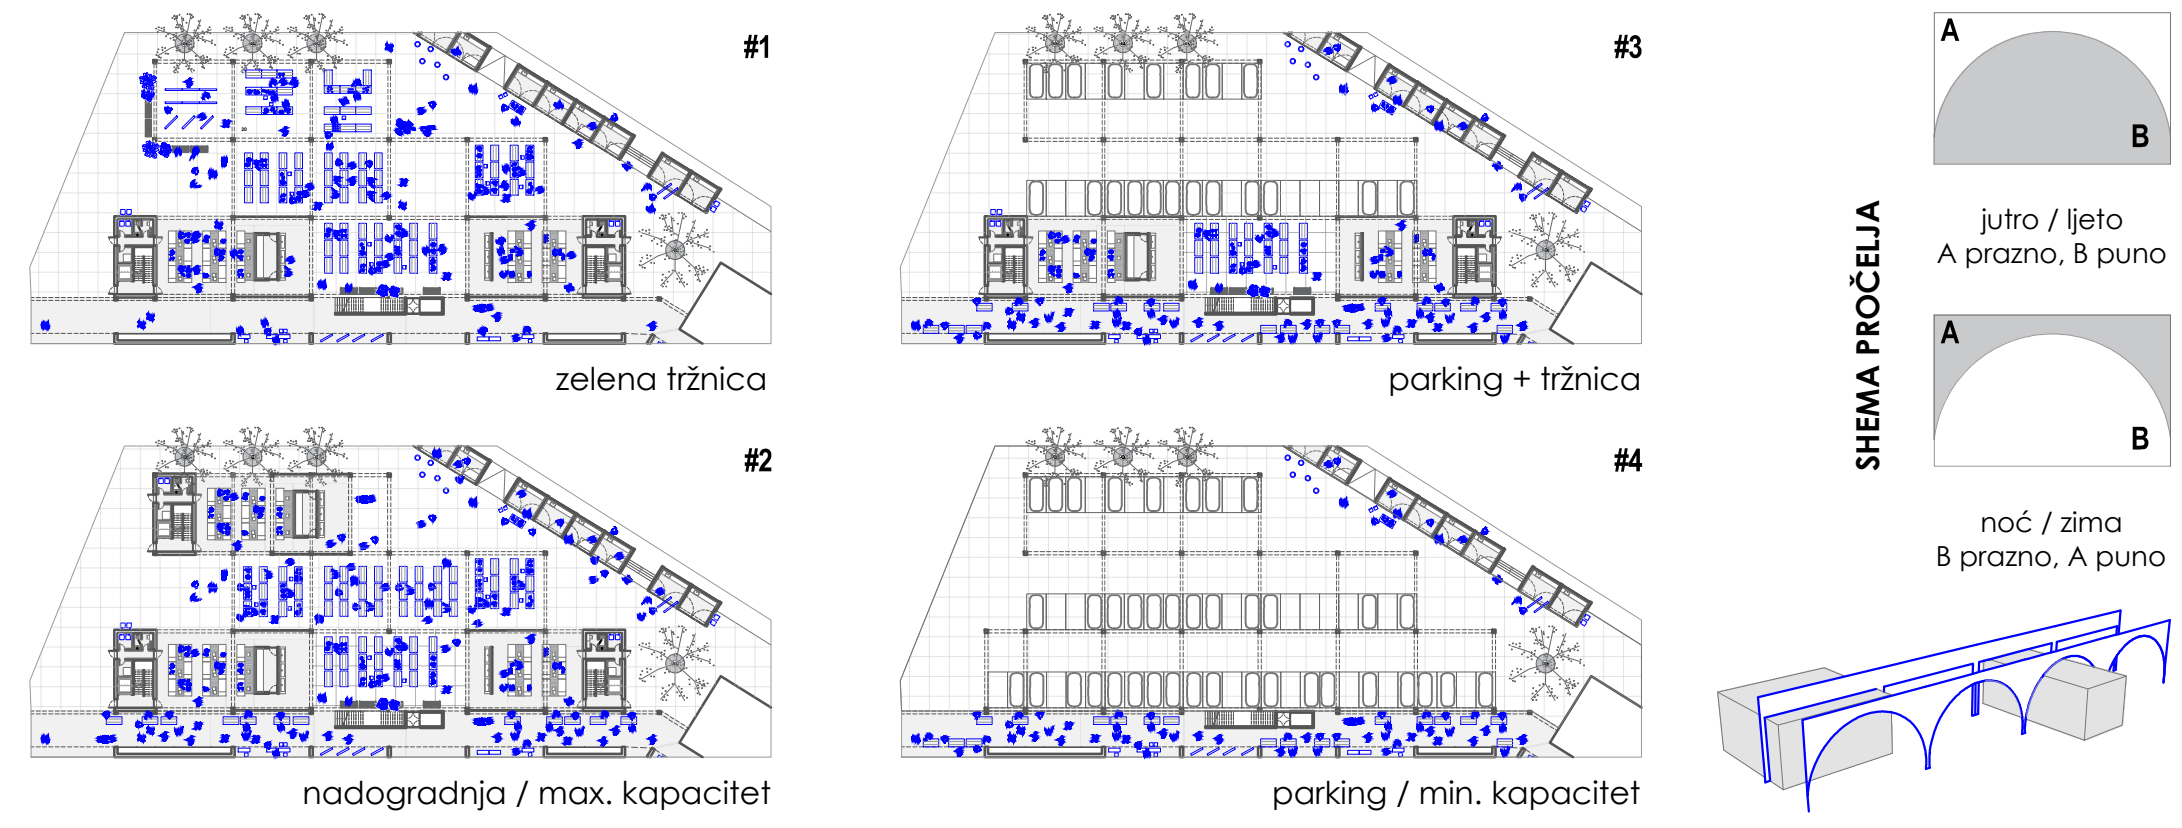 #1
zelena tržnica
#2
nadogradnja / max. kapacitet
#3
parking + tržnica
#4
parking / min. kapacitet
SHEMA PROČELJA
A
B
jutro / ljeto
A prazno, B puno
A
B
noć / zima
B prazno, A puno